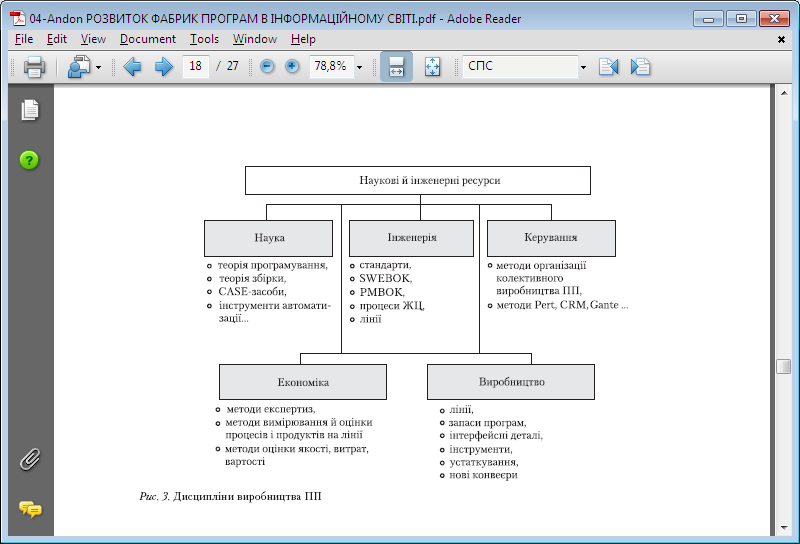 04-Andon РОЗВИТОК ФАБРИК ПРОГРАМ В ІНФОРМАЦІЙНОМУ СВІТІ.pdf - Adobe Reader
File Edit View Document Tools Window Help
18 / 27 78,8% СПС
Наукові й інженерні ресурси
Наука
теорія програмування,
теорія збірки,
CASE-засоби,
інструменти автомати-
зації...
Інженерія
стандарти,
SWEBOK,
PMBOK,
процеси ЖЦ,
лінії
Керування
методи організації
колективного
виробництва ПП,
методи Pert, CRM, Gante ...
Економіка
методи експертиз,
методи вимірювання й оцінки
процесів і продуктів на лінії
методи оцінки якості, витрат,
вартості
Виробництво
лінії,
запаси програм,
інтерфейсні деталі,
інструменти,
устаткування,
нові конвеєри
Рис. 3. Дисципліни виробництва ПП